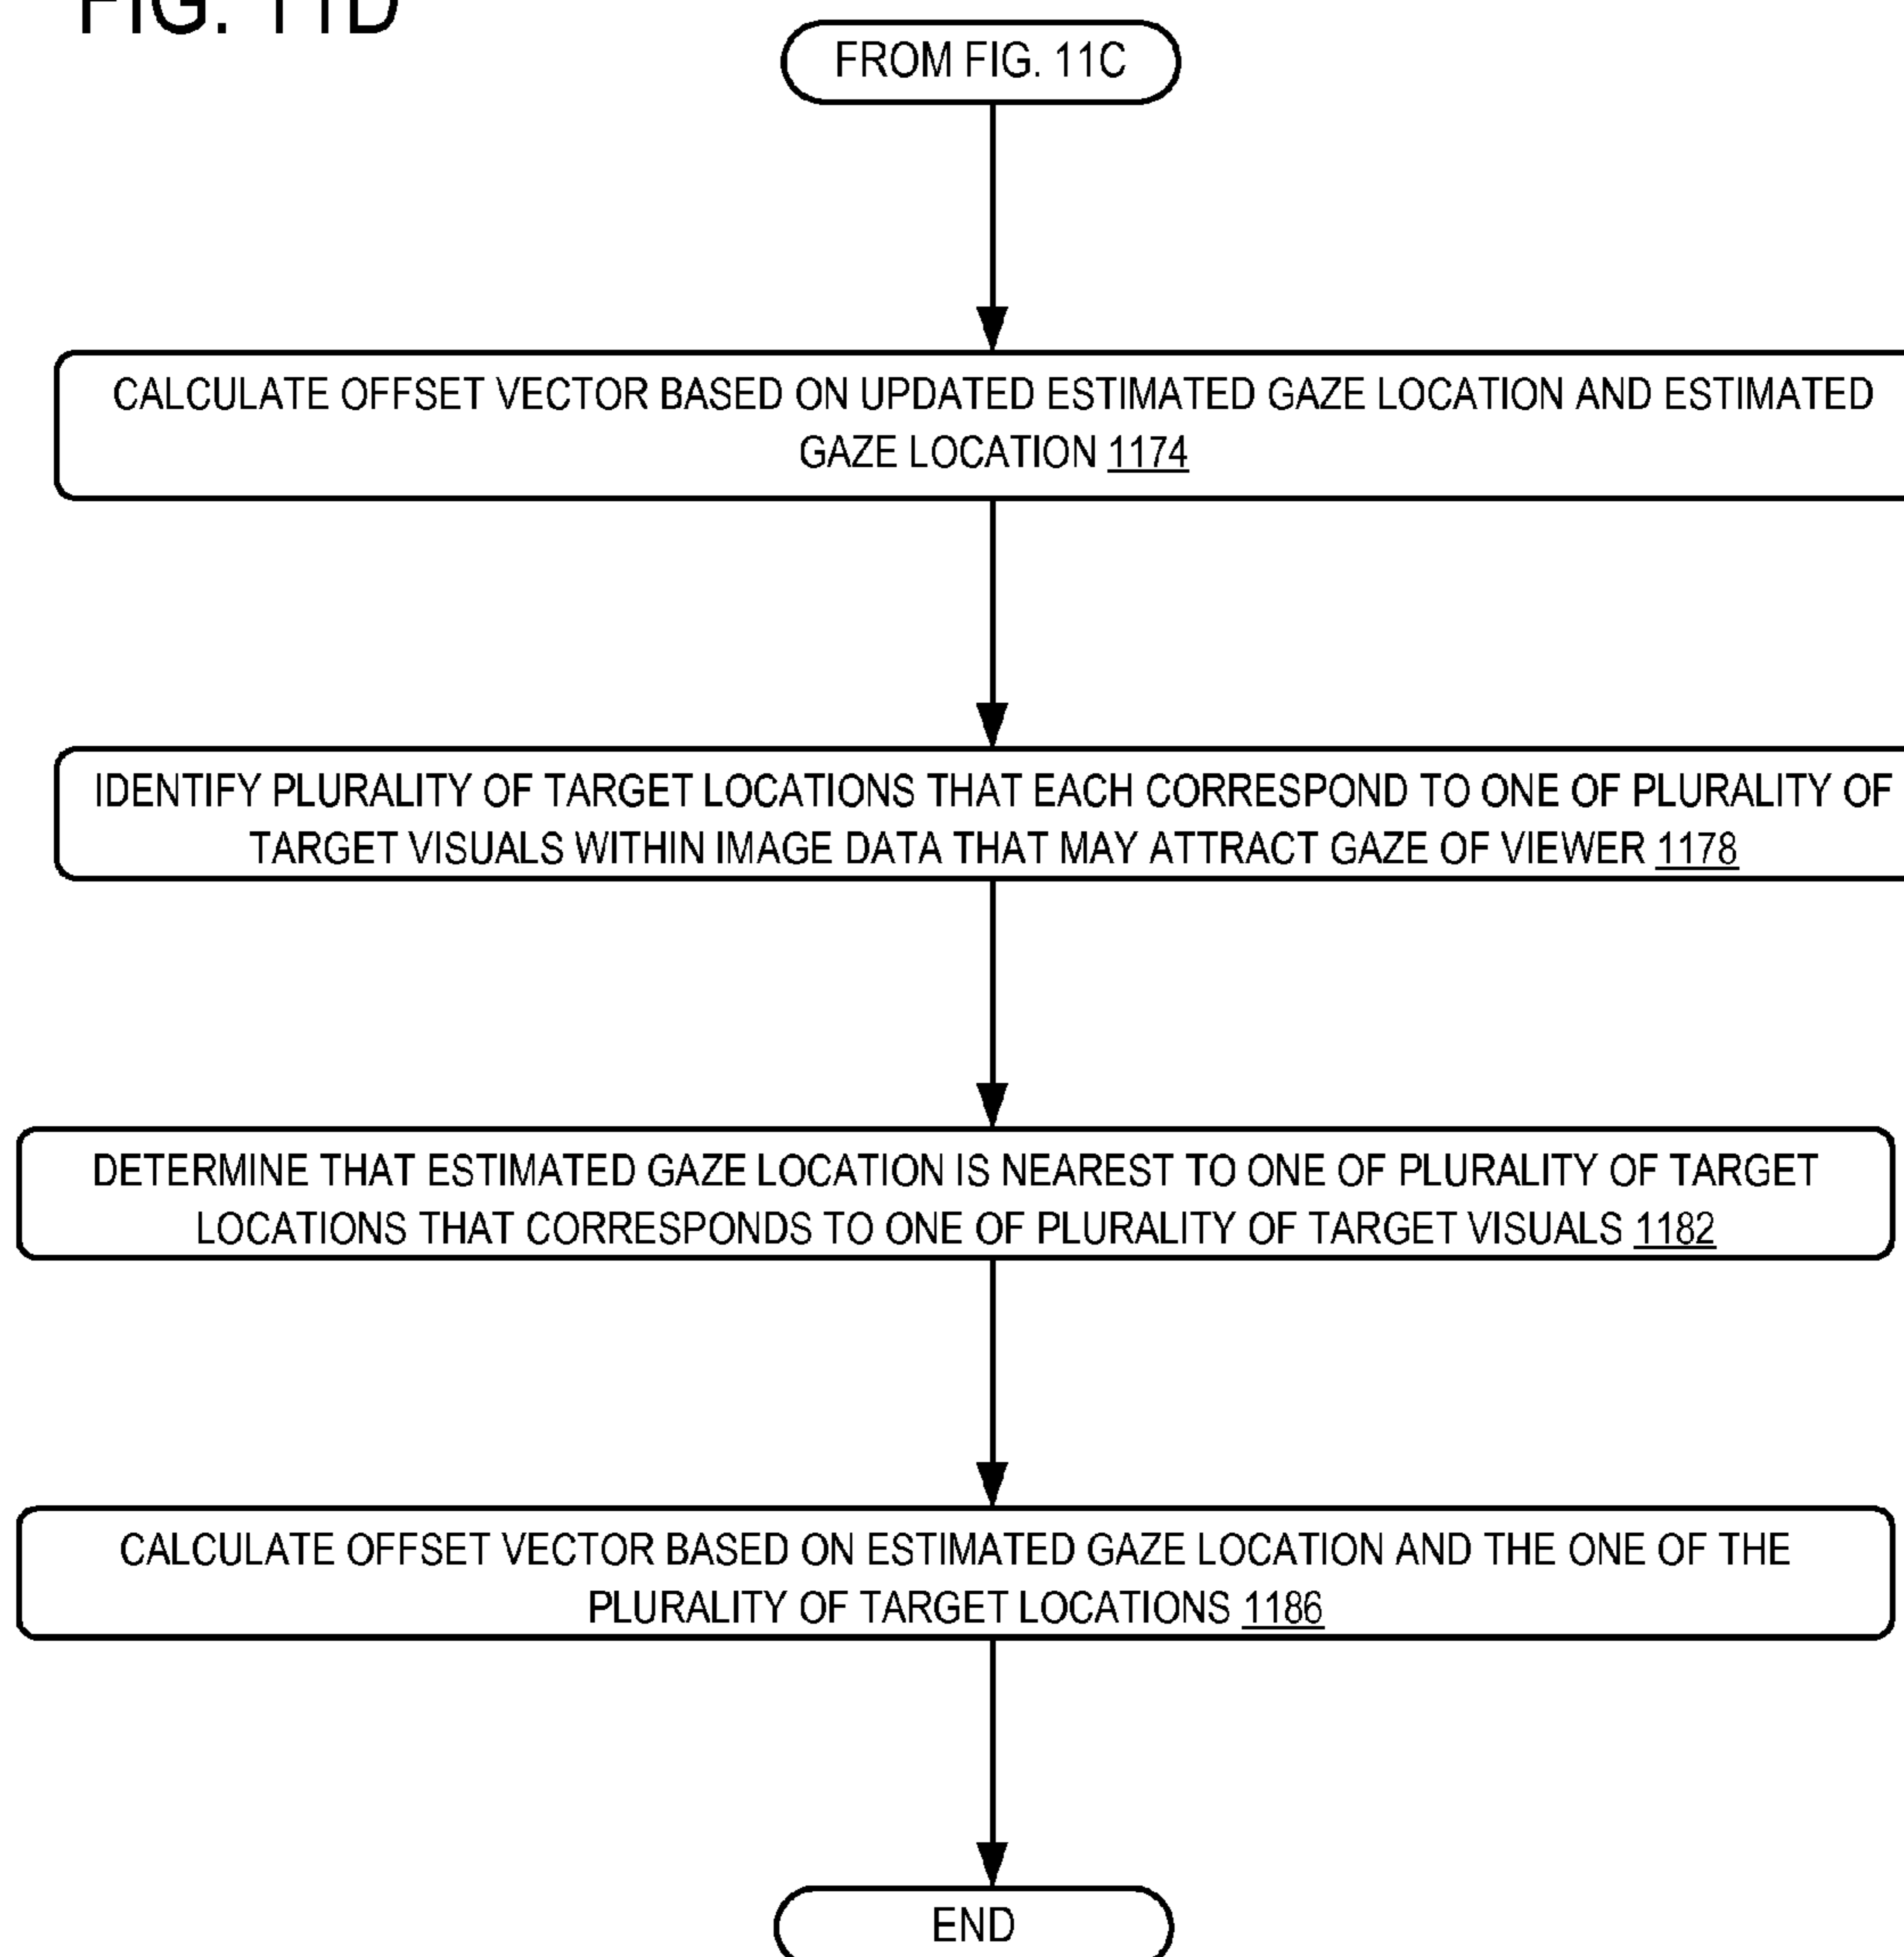 FIG. 11D
FROM FIG. 11C
CALCULATE OFFSET VECTOR BASED ON UPDATED ESTIMATED GAZE LOCATION AND ESTIMATED
GAZE LOCATION 1174
IDENTIFY PLURALITY OF TARGET LOCATIONS THAT EACH CORRESPOND TO ONE OF PLURALITY OF
TARGET VISUALS WITHIN IMAGE DATA THAT MAY ATTRACT GAZE OF VIEWER 1178
DETERMINE THAT ESTIMATED GAZE LOCATION IS NEAREST TO ONE OF PLURALITY OF TARGET
LOCATIONS THAT CORRESPONDS TO ONE OF PLURALITY OF TARGET VISUALS 1182
CALCULATE OFFSET VECTOR BASED ON ESTIMATED GAZE LOCATION AND THE ONE OF THE
PLURALITY OF TARGET LOCATIONS 1186
END